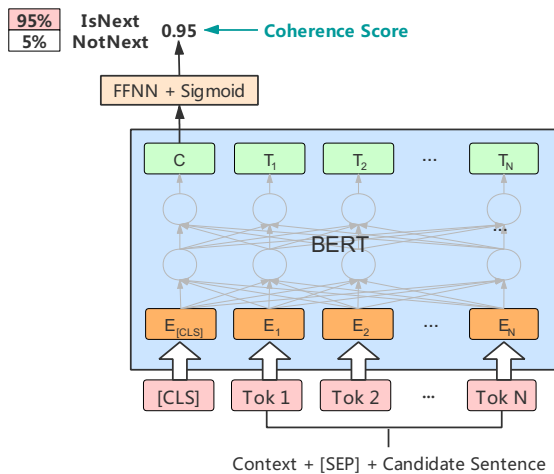 95% IsNext
5% NotNext
0.95 Coherence Score
FFNN + Sigmoid
C T1 T2 ... TN
...
BERT
E[CLS] E1 E2 ... EN
[CLS] Tok 1 Tok 2 ... Tok N
Context + [SEP] + Candidate Sentence